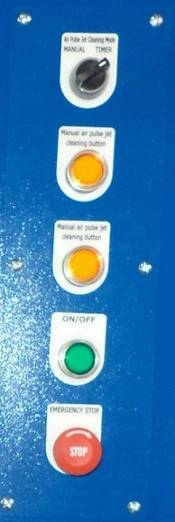 Air Pulse Jet Cleaning Mode
MANUAL TIMER
Manual air pulse jet
cleaning button
Manual air pulse jet
cleaning button
ON/OFF
EMERGENCY STOP
STOP